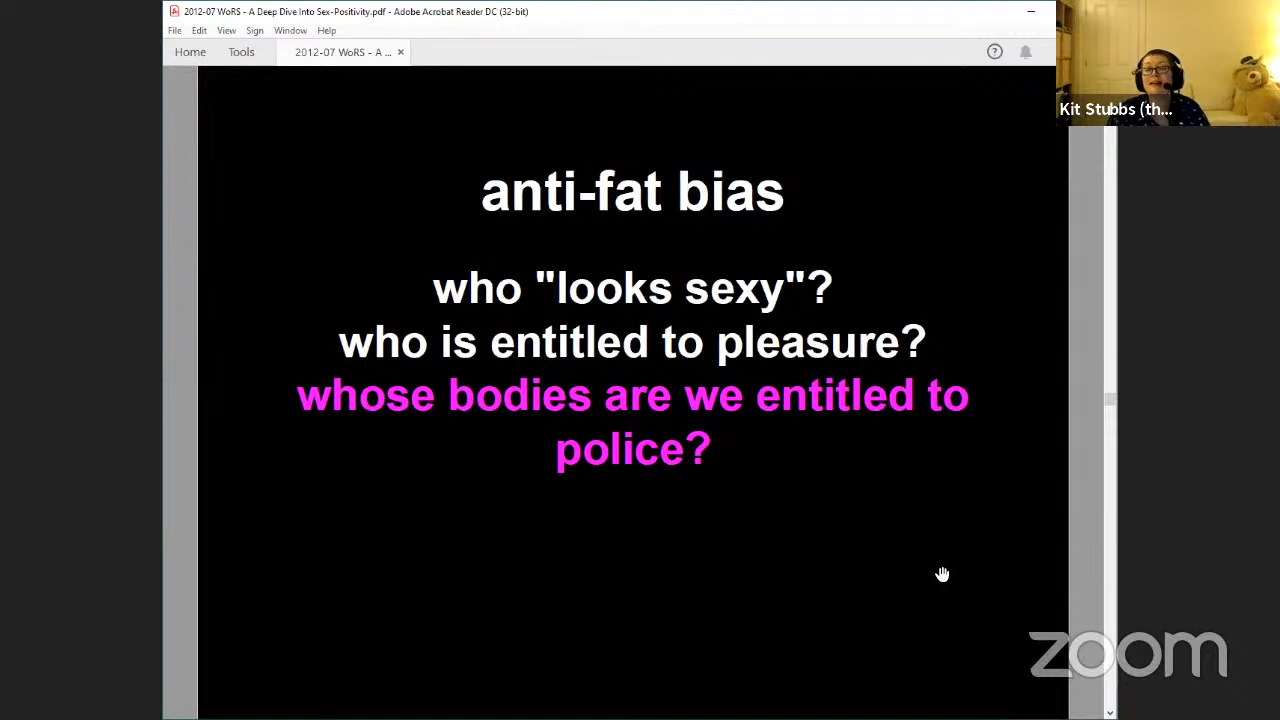 2012-07 WoRS - A Deep Dive Into Sex-Positivity.pdf - Adobe Acrobat Reader DC (32-bit)
File Edit View Sign Window Help
Home Tools 2012-07 WoRS - A ... ×
Kit Stubbs (th...
anti-fat bias
who "looks sexy"?
who is entitled to pleasure?
whose bodies are we entitled to
police?
zoom